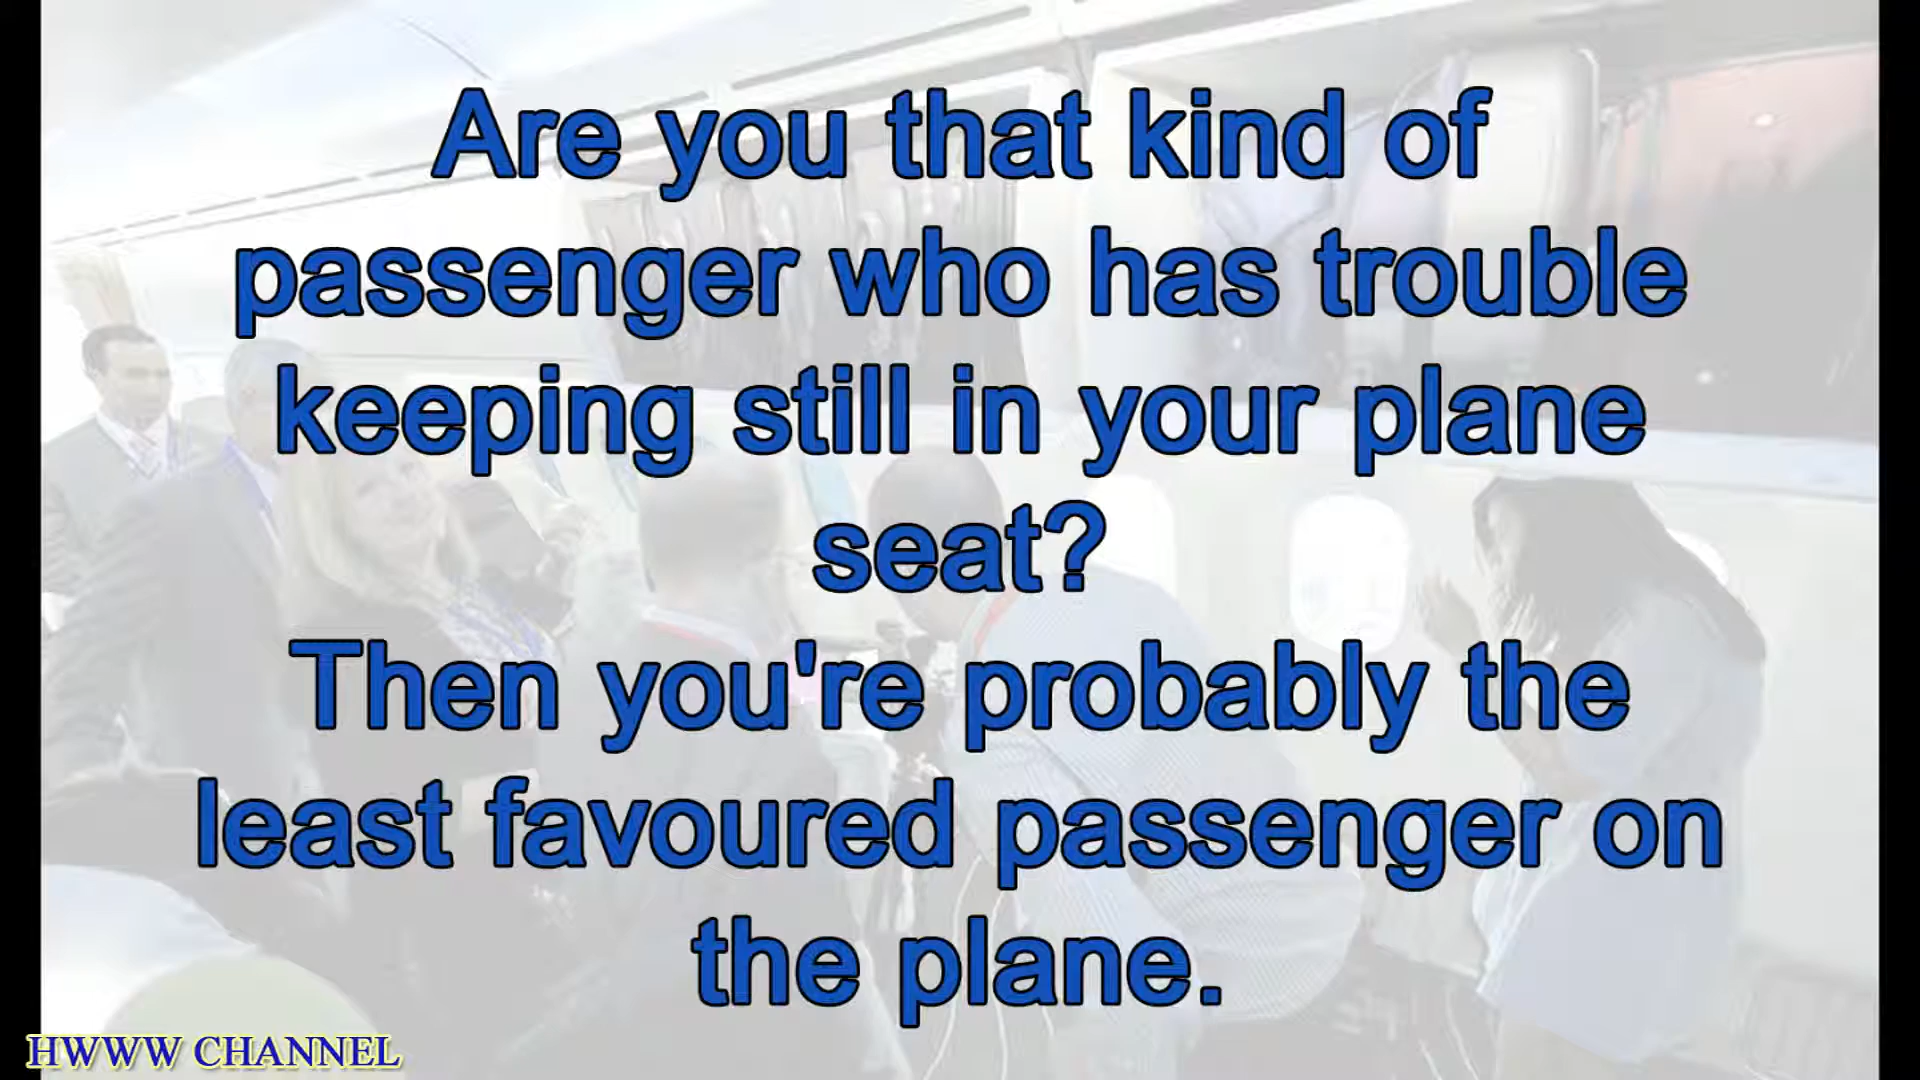 Are you that kind of
passenger who has trouble
keeping still in your plane
seat?
Then you're probably the
least favoured passenger on
the plane.
HWWW CHANNEL